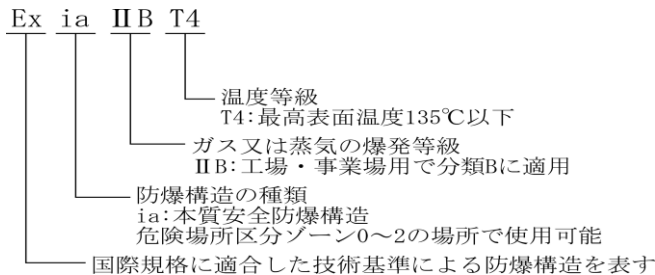 Ex ia ⅡB T4
温度等級
T4:最高表面温度135℃以下
ガス又は蒸気の爆発等級
ⅡB:工場・事業場用で分類Bに適用
防爆構造の種類
ia:本質安全防爆構造
危険場所区分ゾーン0～2の場所で使用可能
国際規格に適合した技術基準による防爆構造を表す